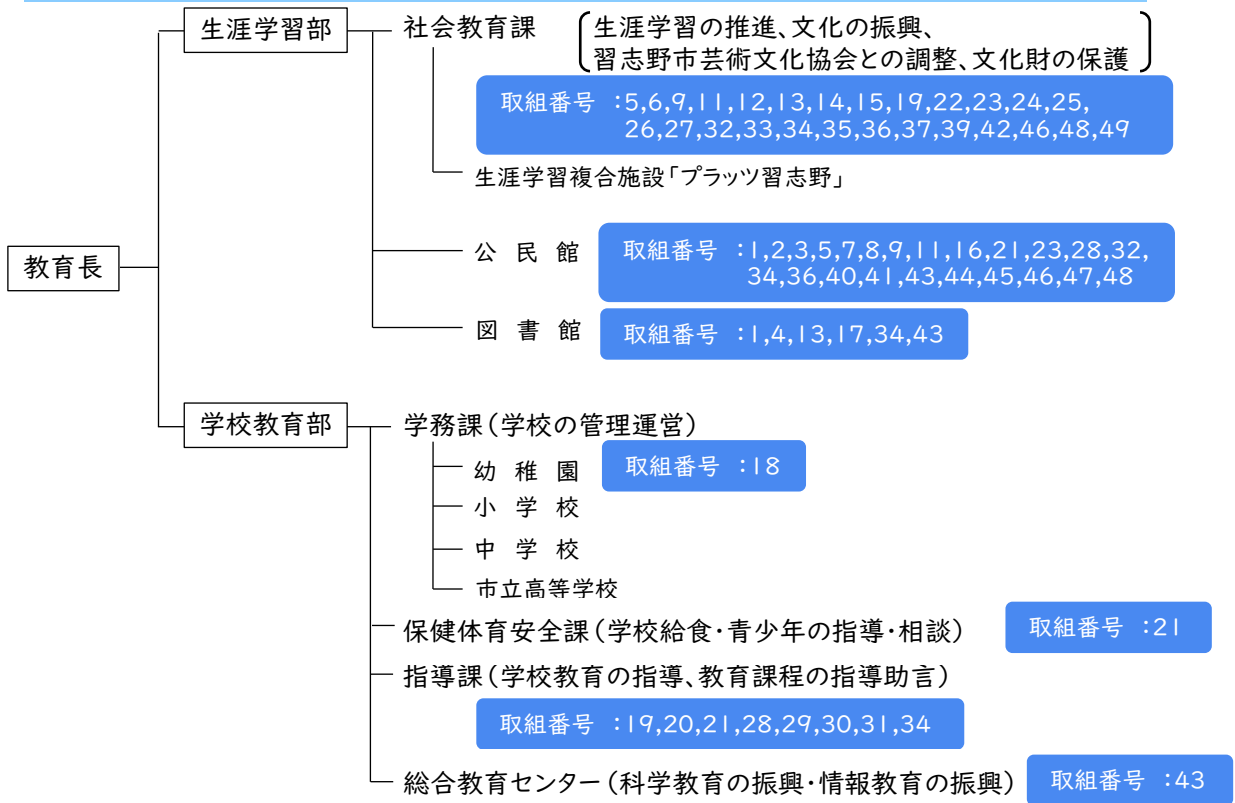 生涯学習部
社会教育課
生涯学習の推進、文化の振興、
習志野市芸術文化協会との調整、文化財の保護
取組番号 :5,6,9,11,12,13,14,15,19,22,23,24,25,
26,27,32,33,34,35,36,37,39,42,46,48,49
生涯学習複合施設「プラッツ習志野」
教育長
公 民 館
取組番号 :1,2,3,5,7,8,9,11,16,21,23,28,32,
34,36,40,41,43,44,45,46,47,48
図 書 館
取組番号 :1,4,13,17,34,43
学校教育部
学務課(学校の管理運営)
幼 稚 園
取組番号 :18
小 学 校
中 学 校
市立高等学校
保健体育安全課(学校給食・青少年の指導・相談)
取組番号 :21
指導課(学校教育の指導、教育課程の指導助言)
取組番号 :19,20,21,28,29,30,31,34
総合教育センター(科学教育の振興・情報教育の振興)
取組番号 :43